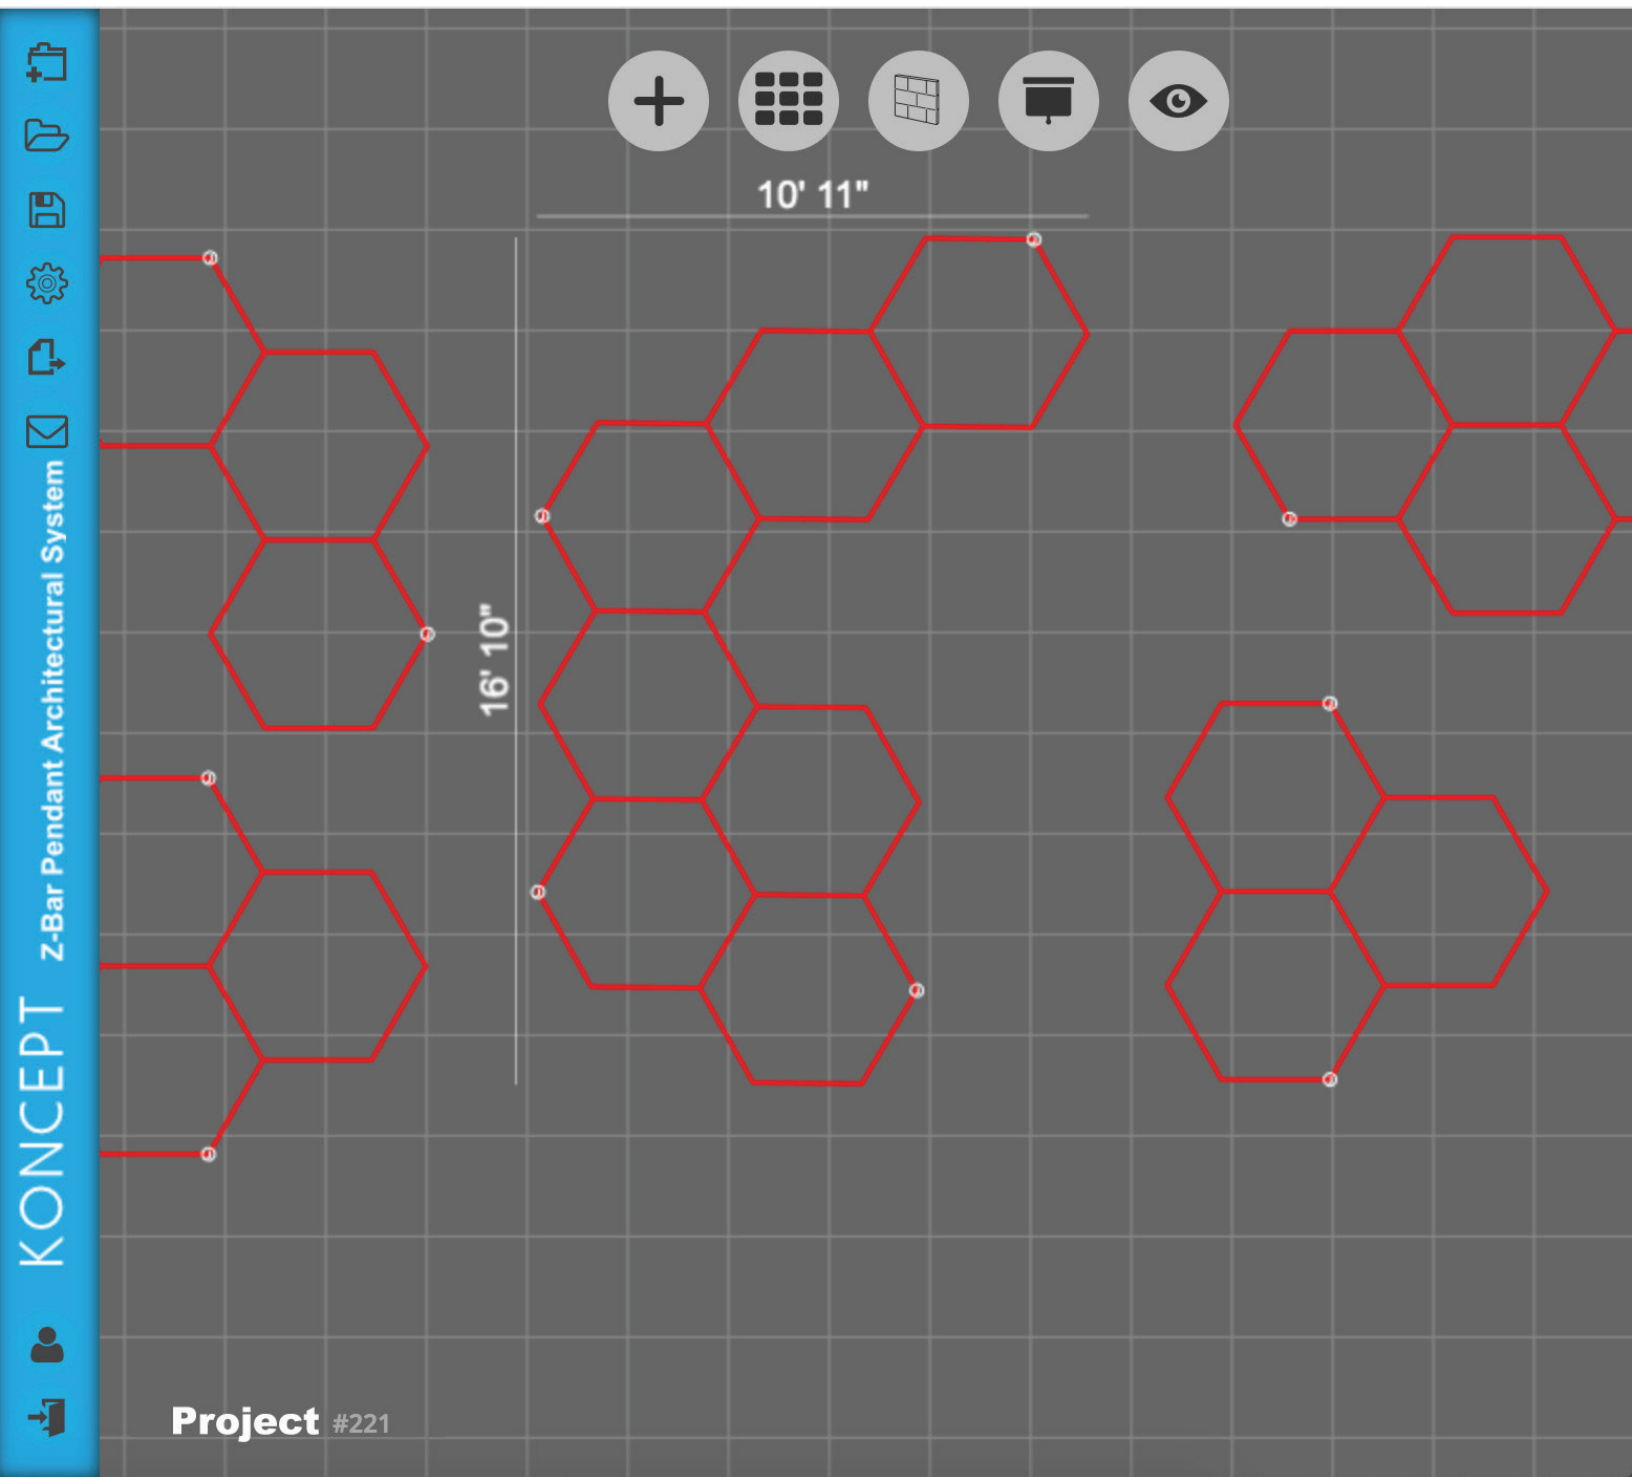 10' 11"
16' 10"
KONCEPT Z-Bar Pendant Architectural System
Project #221